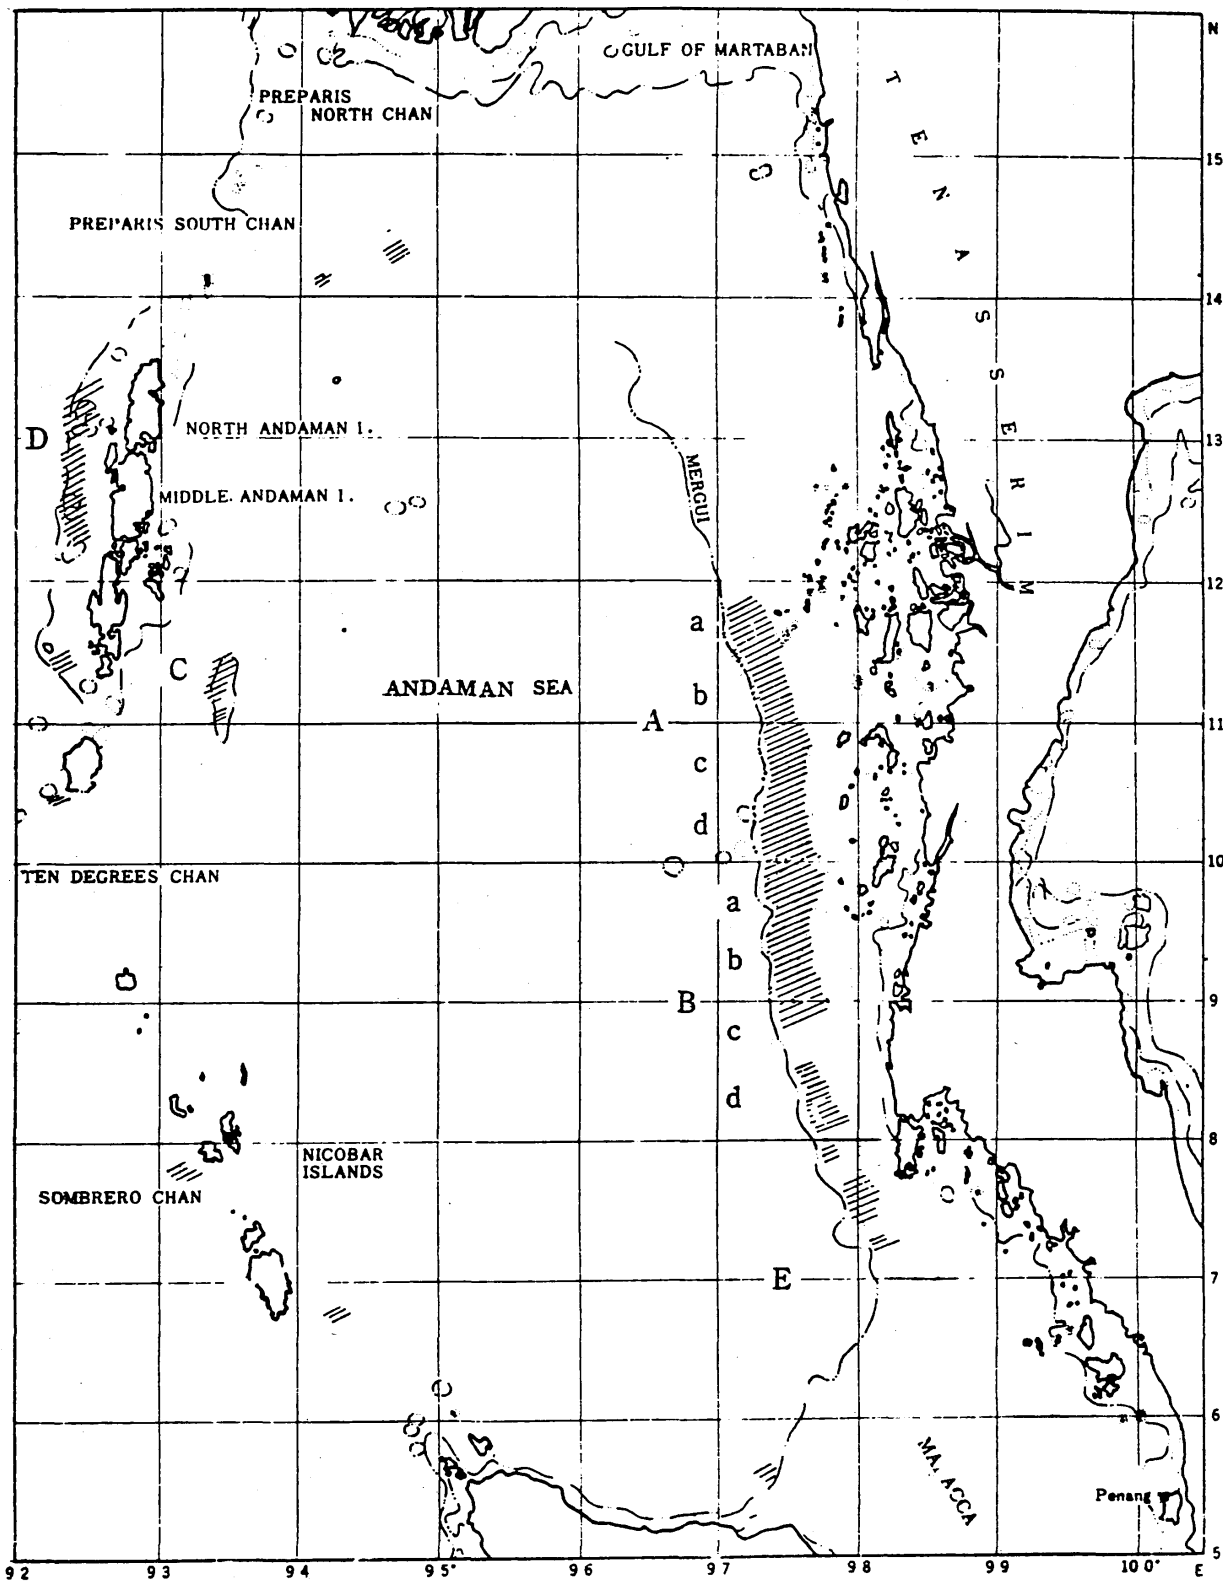 N
GULF OF MARTABAN
PREPARIS
NORTH CHAN
TENASSERIM
15
PREPARIS SOUTH CHAN
14
D
NORTH ANDAMAN I.
13
MERGUI
MIDDLE. ANDAMAN I.
12
a
C
ANDAMAN SEA
b
A
11
c
d
10
TEN DEGREES CHAN
a
b
B
9
c
d
8
NICOBAR
ISLANDS
SOMBRERO CHAN
E
7
6
MALACCA
Penang
5
92
93
94
95°
96
97
98
99
100°
E